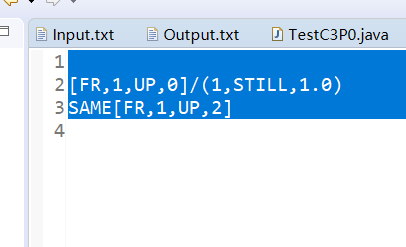 Input.txt Output.txt TestC3P0.java
1
2 [FR,1,UP,0]/(1,STILL,1.0)
3 SAME[FR,1,UP,2]
4